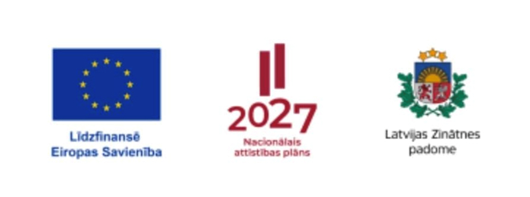 Līdzfinansē
Eiropas Savienība
2027
Nacionālais
attīstības plāns
Latvijas Zinātnes
padome